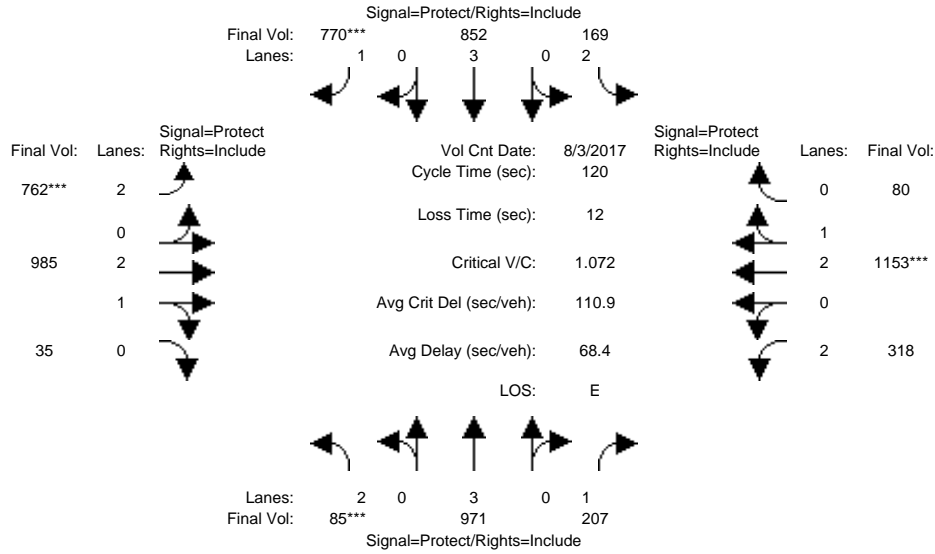 Signal=Protect/Rights=Include
Final Vol: 770*** 852 169
Lanes: 1 0 3 0 2
Signal=Protect Signal=Protect
Final Vol: Lanes: Rights=Include Vol Cnt Date: 8/3/2017 Rights=Include Lanes: Final Vol:
Cycle Time (sec): 120
762*** 2 0 80
Loss Time (sec): 12
0 1
985 2 Critical V/C: 1.072 2 1153***
1 Avg Crit Del (sec/veh): 110.9 0
35 0 Avg Delay (sec/veh): 68.4 2 318
LOS: E
Lanes: 2 0 3 0 1
Final Vol: 85*** 971 207
Signal=Protect/Rights=Include